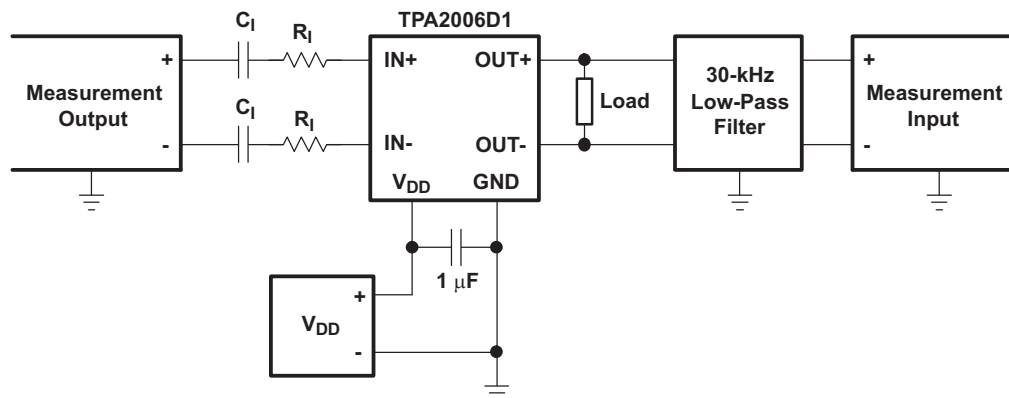 TPA2006D1
C_I
R_I
+
IN+
OUT+
+
Measurement
Output
Load
30-kHz
Low-Pass
Filter
Measurement
Input
C_I
R_I
-
IN-
OUT-
-
V_DD
GND
1 μF
+
V_DD
-